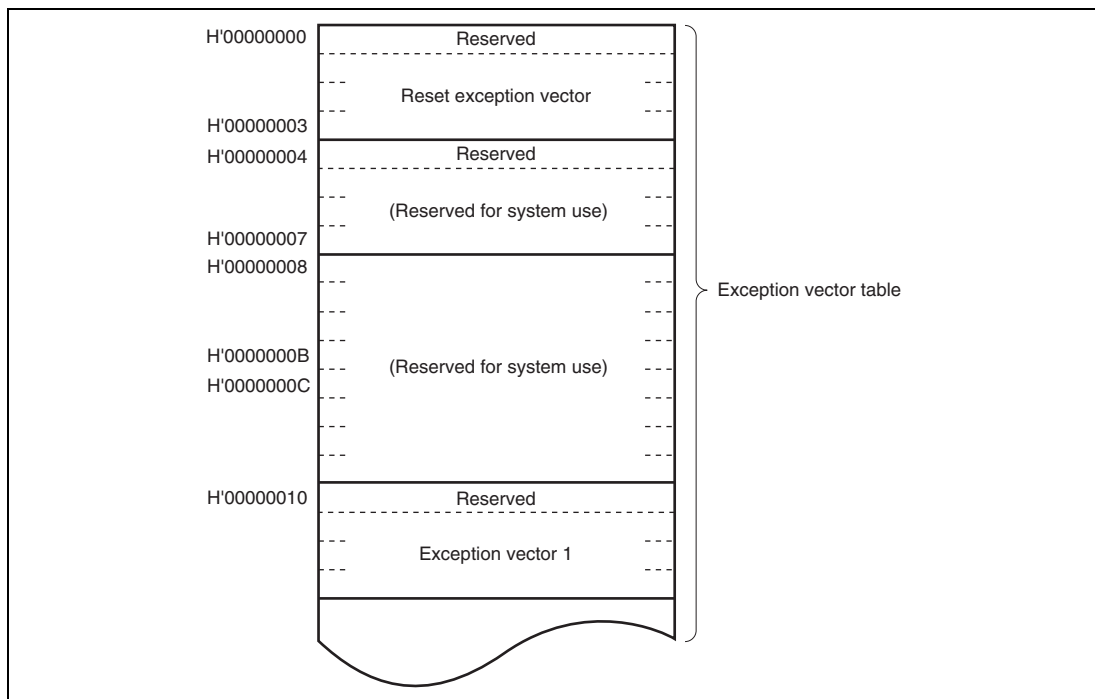 H'00000000
Reserved
Reset exception vector
H'00000003
H'00000004
Reserved
(Reserved for system use)
H'00000007
H'00000008
Exception vector table
H'0000000B
(Reserved for system use)
H'0000000C
H'00000010
Reserved
Exception vector 1